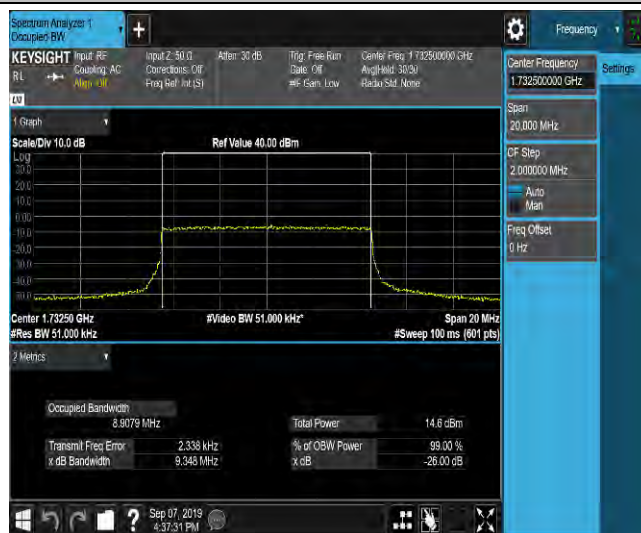 Spectrum Analyzer 1
Occupied BW
+
Frequency
KEYSIGHT
RL
Input: RF
Coupling: AC
Align: Off
Input Z: 50 Ω
Corrections: Off
Freq Ref: Int (S)
Atten: 30 dB
Trig: Free Run
Gate: Off
#IF Gain: Low
Center Freq: 1.732500000 GHz
Avg|Hold: 30/30
Radio Std: None
Center Frequency
1.732500000 GHz
Settings
Span
20.000 MHz
CF Step
2.000000 MHz
Auto
Man
Freq Offset
0 Hz
1 Graph
Scale/Div 10.0 dB
Ref Value 40.00 dBm
Log
30.0
20.0
10.0
0.00
-10.0
-20.0
-30.0
-40.0
-50.0
Center 1.73250 GHz
#Video BW 51.000 kHz*
Span 20 MHz
#Res BW 51.000 kHz
#Sweep 100 ms (601 pts)
2 Metrics
Occupied Bandwidth
8.9079 MHz
Total Power
14.6 dBm
Transmit Freq Error
2.338 kHz
% of OBW Power
99.00 %
x dB Bandwidth
9.348 MHz
x dB
-26.00 dB
?
Sep 07, 2019
4:37:31 PM